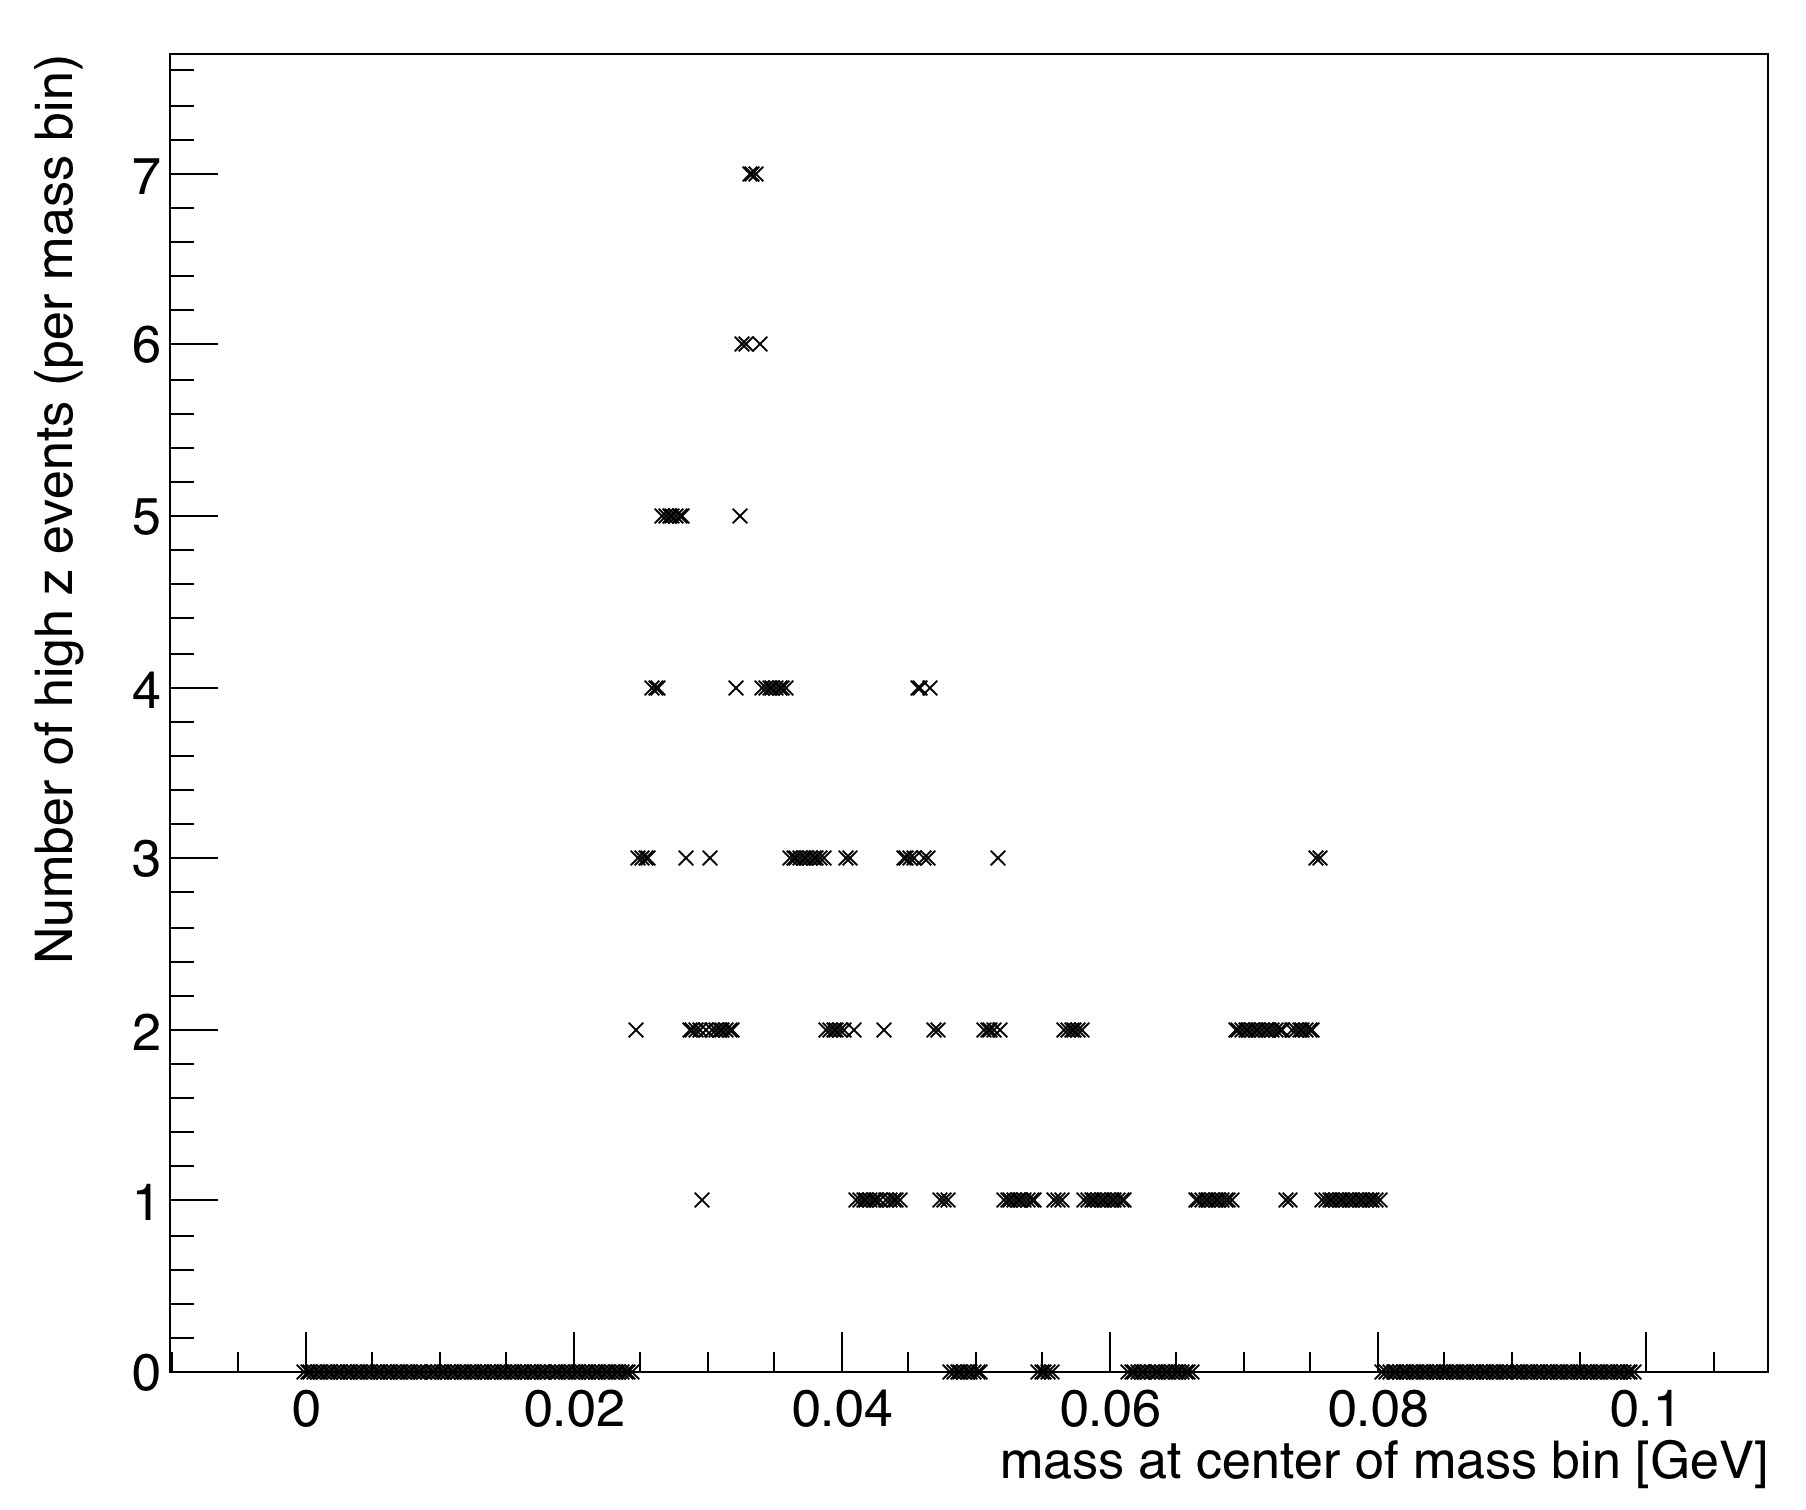 Number of high z events (per mass bin)
7
6
5
4
3
2
1
0
0 0.02 0.04 0.06 0.08 0.1
mass at center of mass bin [GeV]